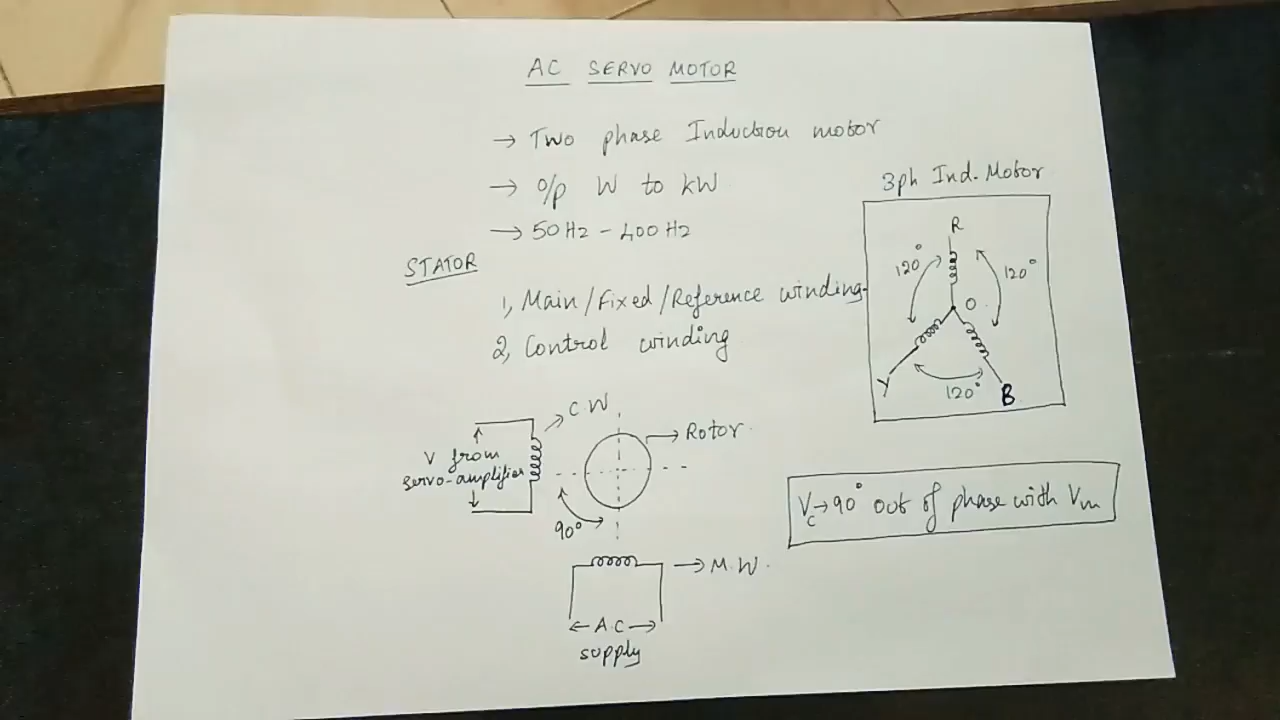 AC SERVO MOTOR
→ Two phase Induction motor
→ o/p W to kW
→ 50 Hz - 400 Hz
STATOR
1, Main/Fixed/Reference winding
2, Control winding
3ph Ind. Motor
R
120°
120°
O
Y
120°
B
C.W
V from
servo-amplifier
Rotor
90°
M.W.
A.C
supply
Vc → 90° out of phase with Vm